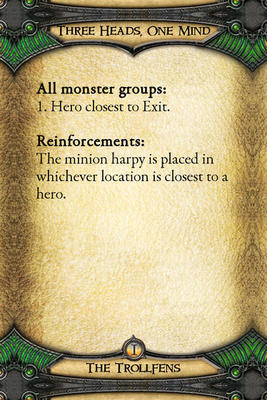 Three Heads, One Mind
All monster groups:
1. Hero closest to Exit.
Reinforcements:
The minion harpy is placed in
whichever location is closest to a
hero.
1
The Trollfens